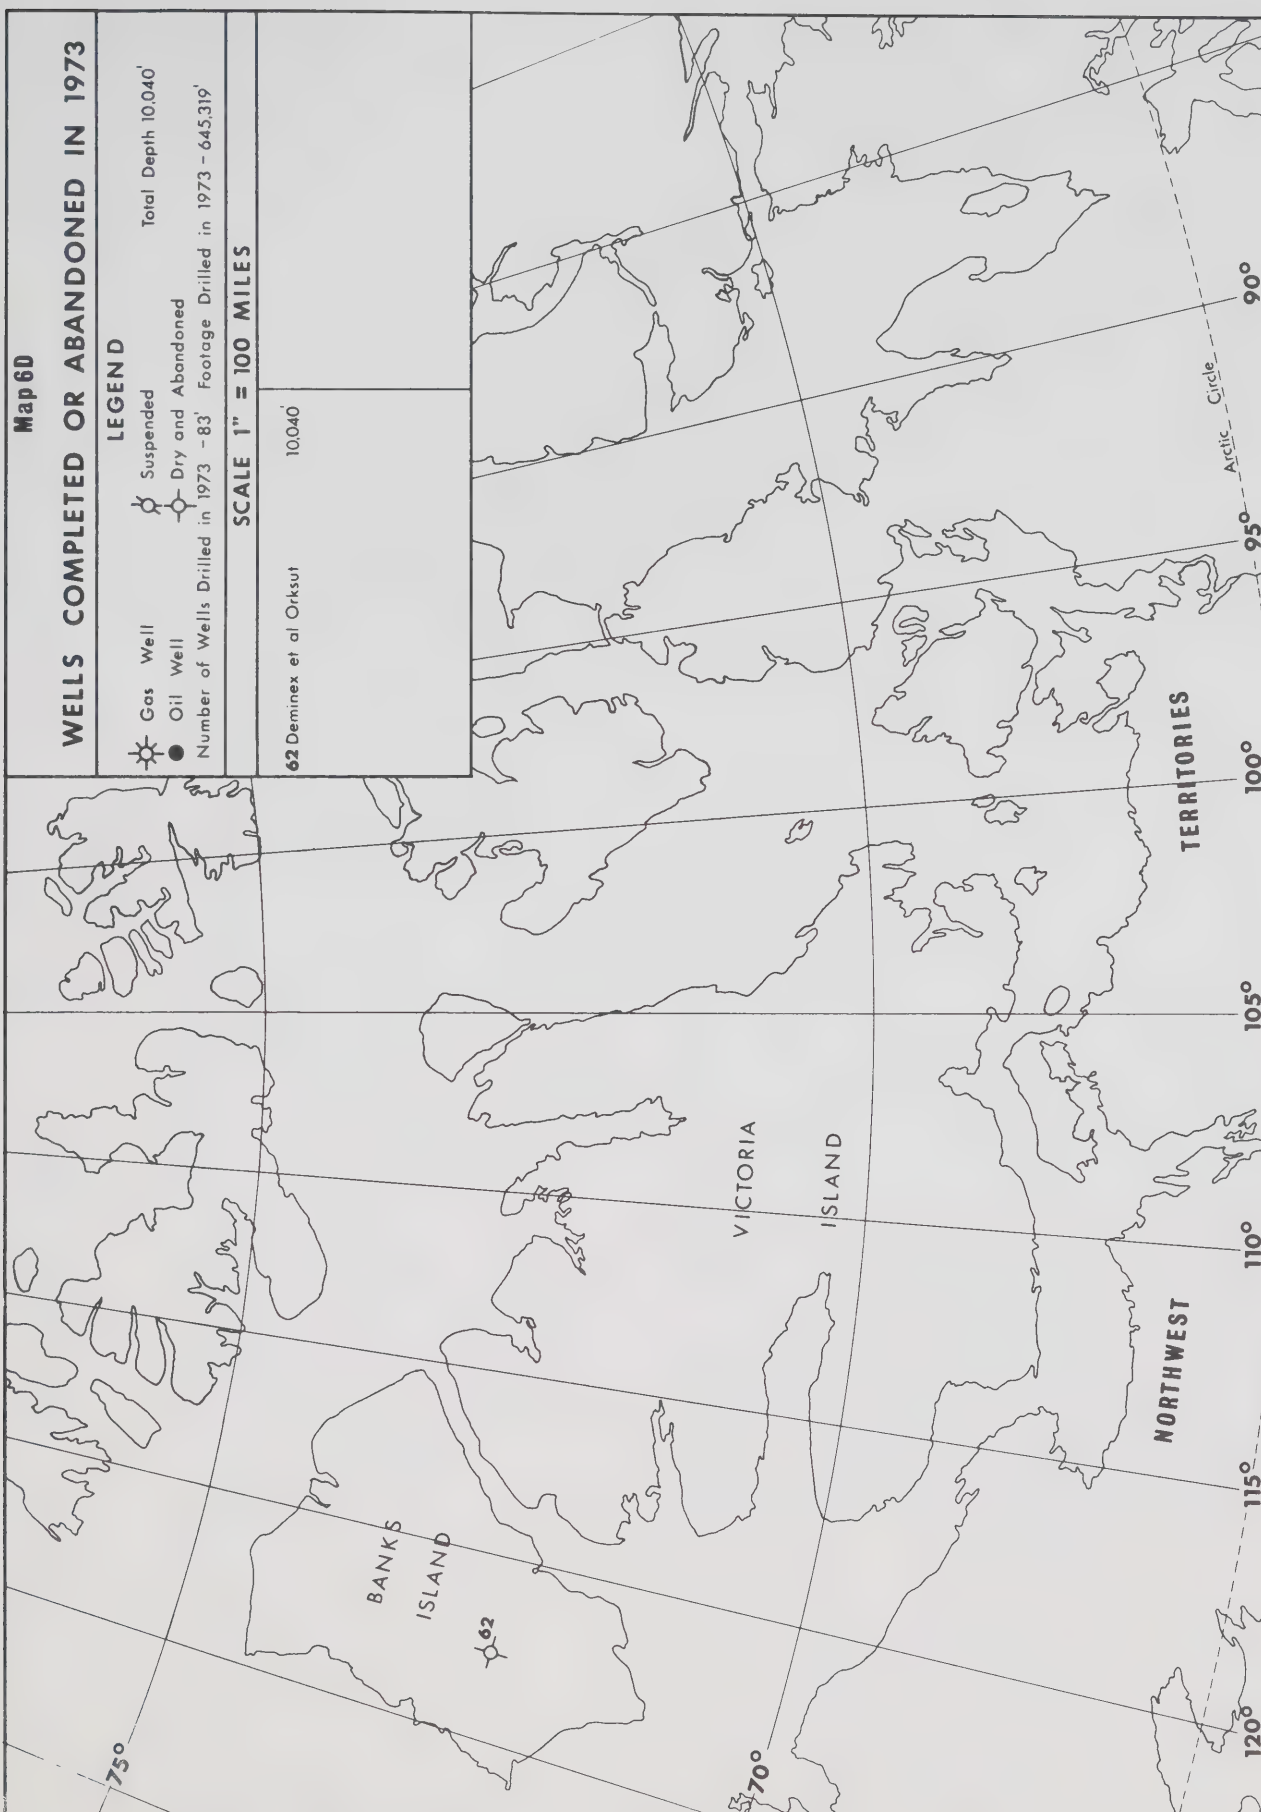 Map 6D
WELLS COMPLETED OR ABANDONED IN 1973
LEGEND
Gas Well Suspended Total Depth 10,040'
Oil Well Dry and Abandoned
Number of Wells Drilled in 1973 - 83' Footage Drilled in 1973 - 645,319'
SCALE 1" = 100 MILES
62 Deminex et al Orksut 10,040'
75°
70°
BANKS
ISLAND
62
VICTORIA
ISLAND
NORTHWEST
TERRITORIES
Arctic Circle
120°
115°
110°
105°
100°
95°
90°